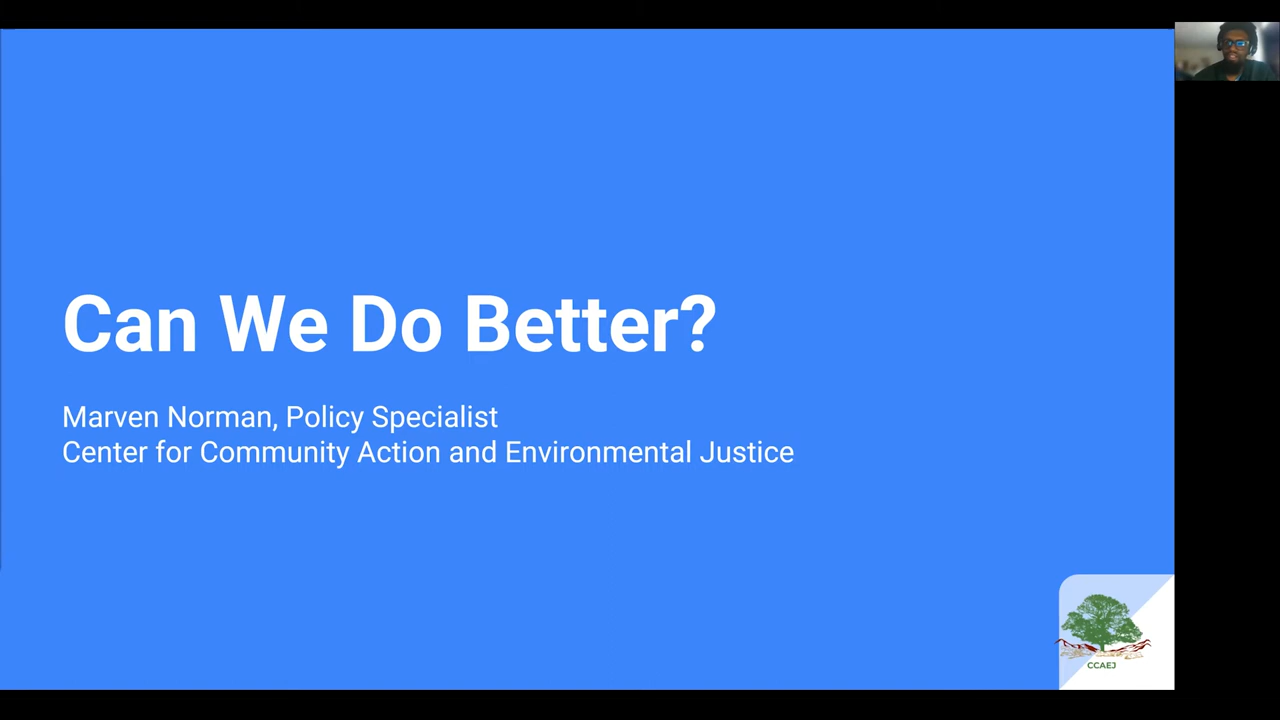 Can We Do Better?
Marven Norman, Policy Specialist
Center for Community Action and Environmental Justice
CCAEJ